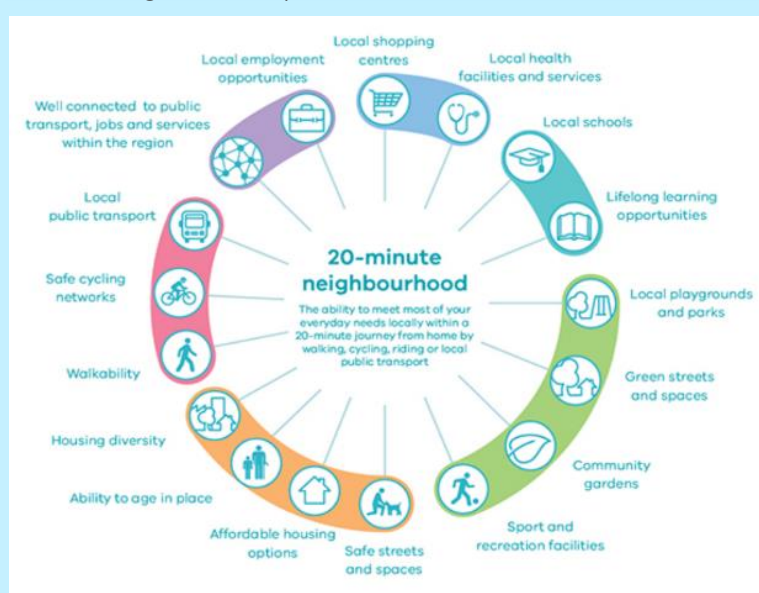 20-minute
neighbourhood
The ability to meet most of your
everyday needs locally within a
20-minute journey from home by
walking, cycling, riding or local
public transport
Local shopping
centres
Local health
facilities and services
Local schools
Lifelong learning
opportunities
Local playgrounds
and parks
Green streets
and spaces
Community
gardens
Sport and
recreation facilities
Safe streets
and spaces
Affordable housing
options
Ability to age in place
Housing diversity
Walkability
Safe cycling
networks
Local
public transport
Well connected to public
transport, jobs and services
within the region
Local employment
opportunities